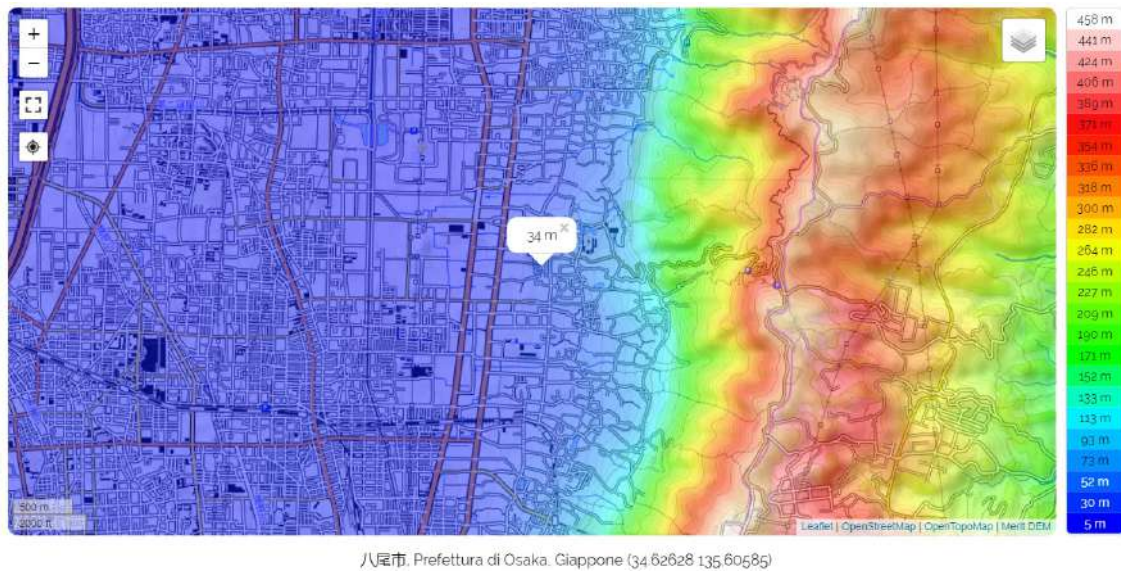 +
−
34 m ×
458 m
441 m
424 m
406 m
389 m
371 m
354 m
336 m
318 m
300 m
282 m
264 m
246 m
227 m
209 m
190 m
171 m
152 m
133 m
113 m
93 m
73 m
52 m
30 m
5 m
500 m
2000 ft
Leaflet | OpenStreetMap | OpenTopoMap | Merit DEM
八尾市, Prefettura di Osaka, Giappone (34.62628 135.60585)